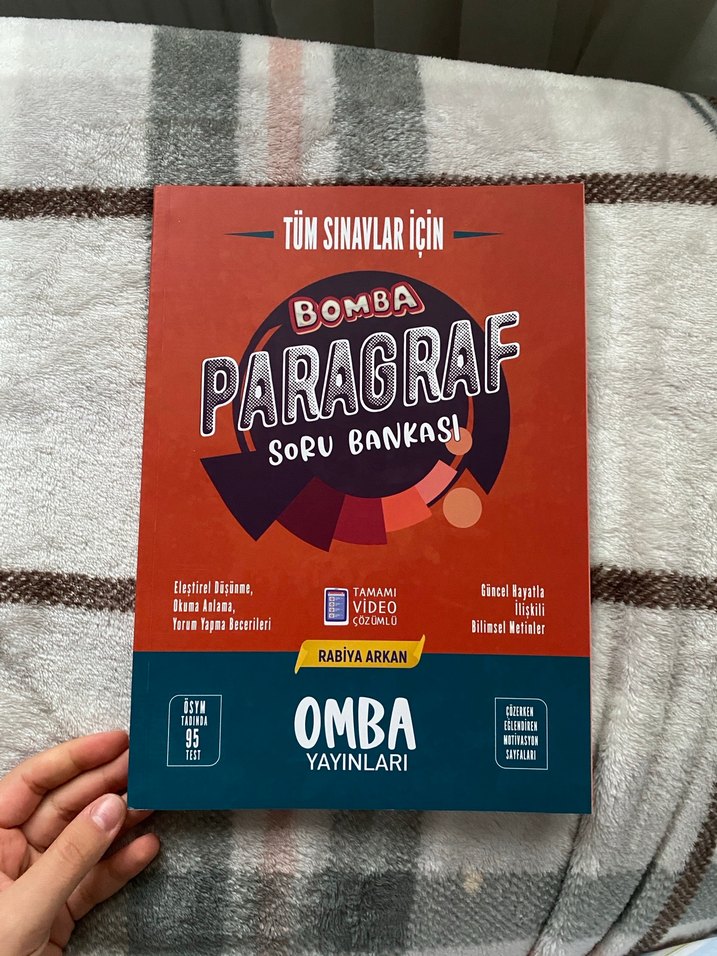 TÜM SINAVLAR İÇİN
BOMBA
PARAGRAF
SORU BANKASI
Eleştirel Düşünme,
Okuma Anlama,
Yorum Yapma Becerileri
TAMAMI
VİDEO
ÇÖZÜMLÜ
Güncel Hayatla
İlişkili
Bilimsel Metinler
RABİYA ARKAN
ÖSYM
TADINDA
95
TEST
OMBA
YAYINLARI
ÇÖZERKEN
EĞLENDİREN
MOTİVASYON
SAYFALARI